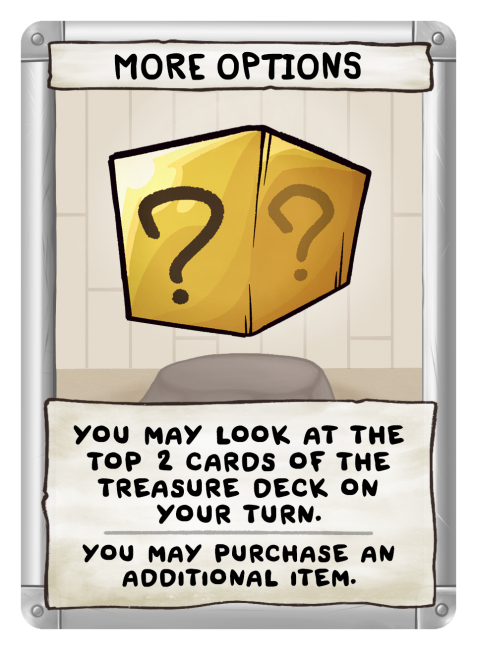 MORE OPTIONS
?
?
YOU MAY LOOK AT THE
TOP 2 CARDS OF THE
TREASURE DECK ON
YOUR TURN.
YOU MAY PURCHASE AN
ADDITIONAL ITEM.